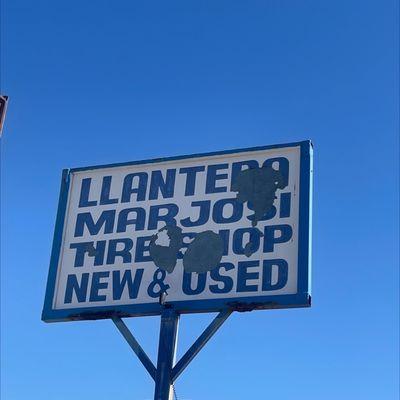 LLANTERA
MARJOSI
TIRE SHOP
NEW & USED